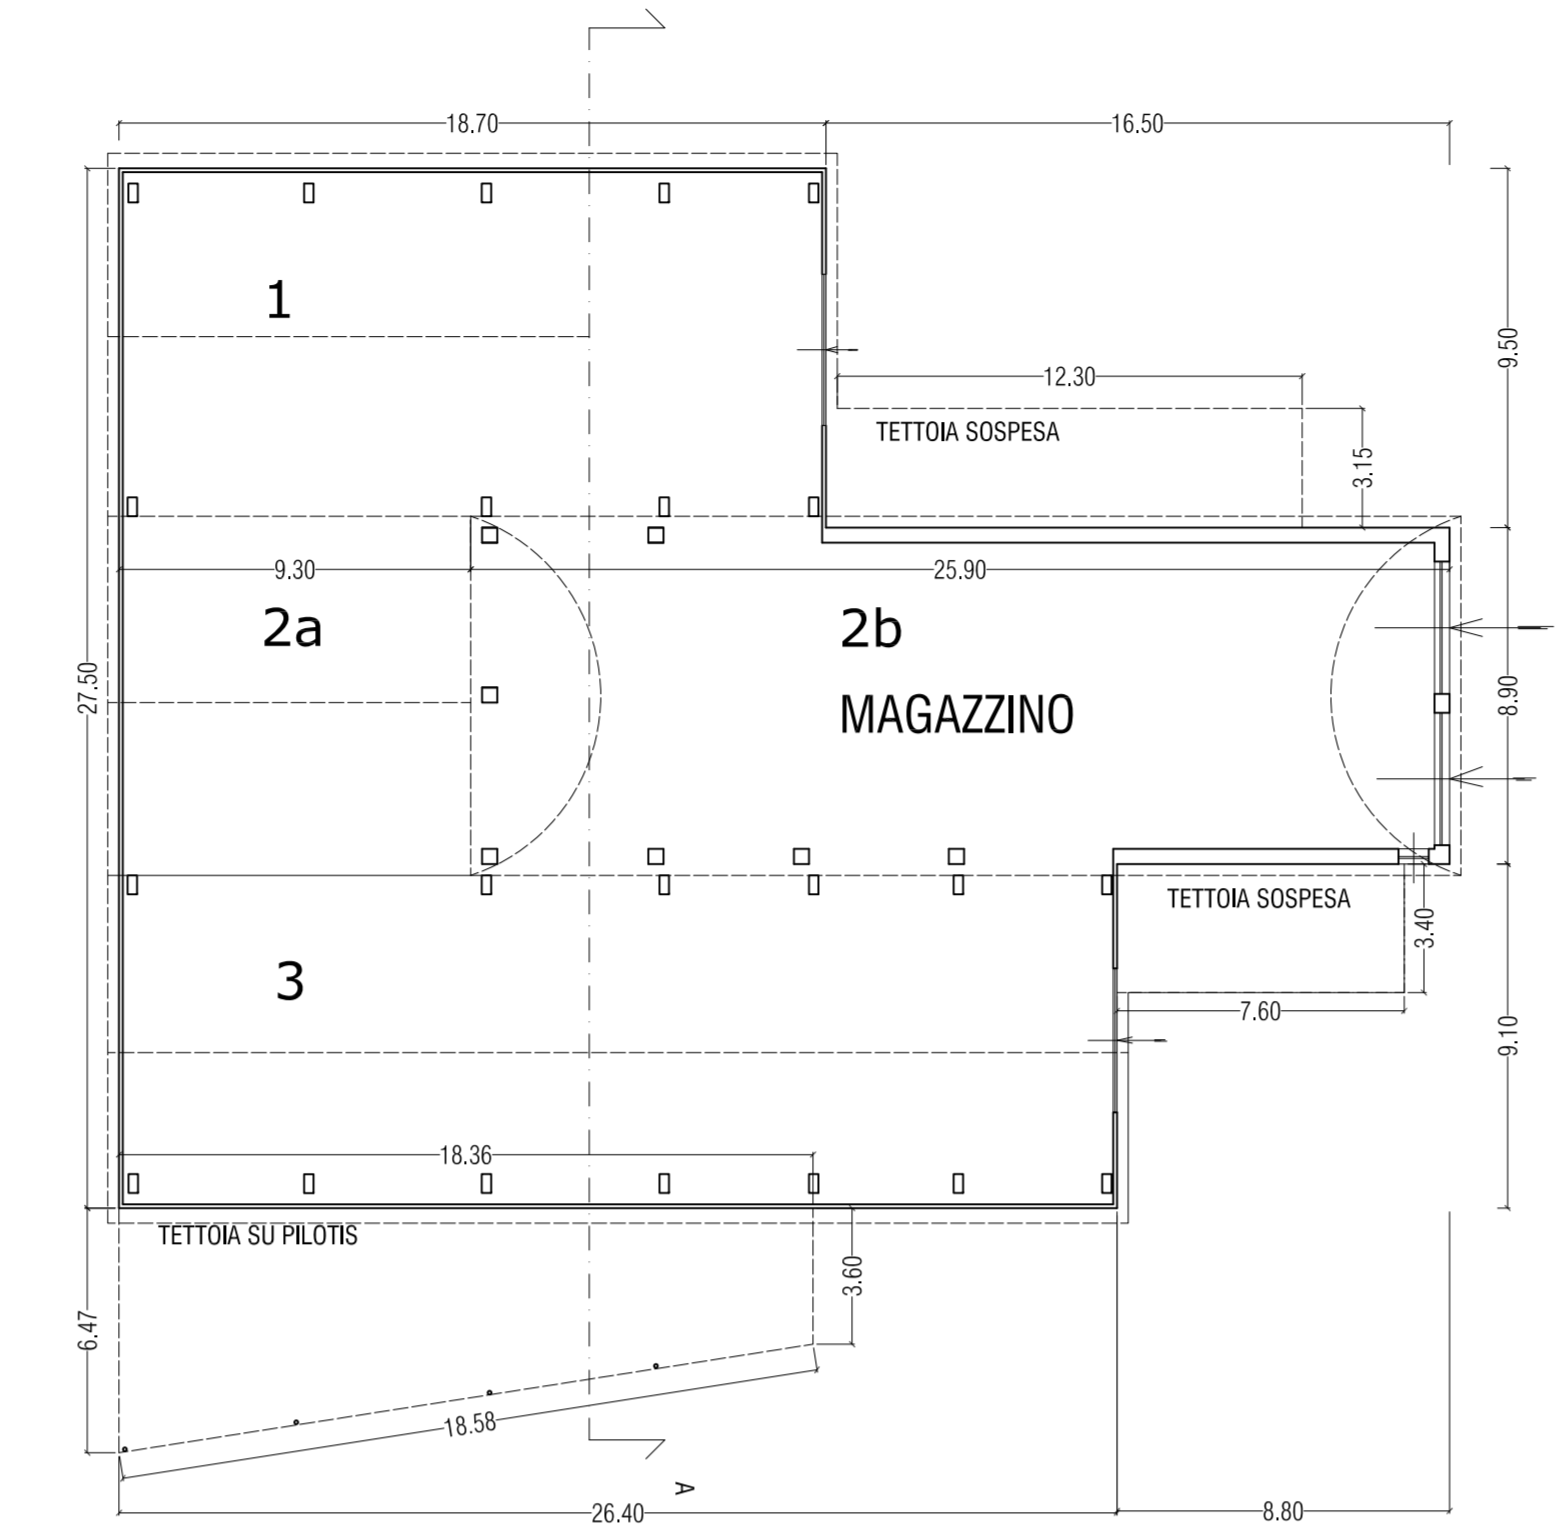 18.70
16.50
1
9.50
12.30
TETTOIA SOSPESA
3.15
9.30
25.90
2a
2b
MAGAZZINO
27.50
8.90
TETTOIA SOSPESA
3.40
3
7.60
9.10
18.36
TETTOIA SU PILOTIS
3.60
6.47
18.58
A
26.40
8.80